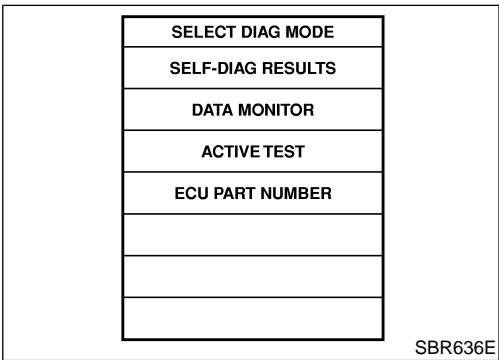 SELECT DIAG MODE
SELF-DIAG RESULTS
DATA MONITOR
ACTIVE TEST
ECU PART NUMBER
SBR636E